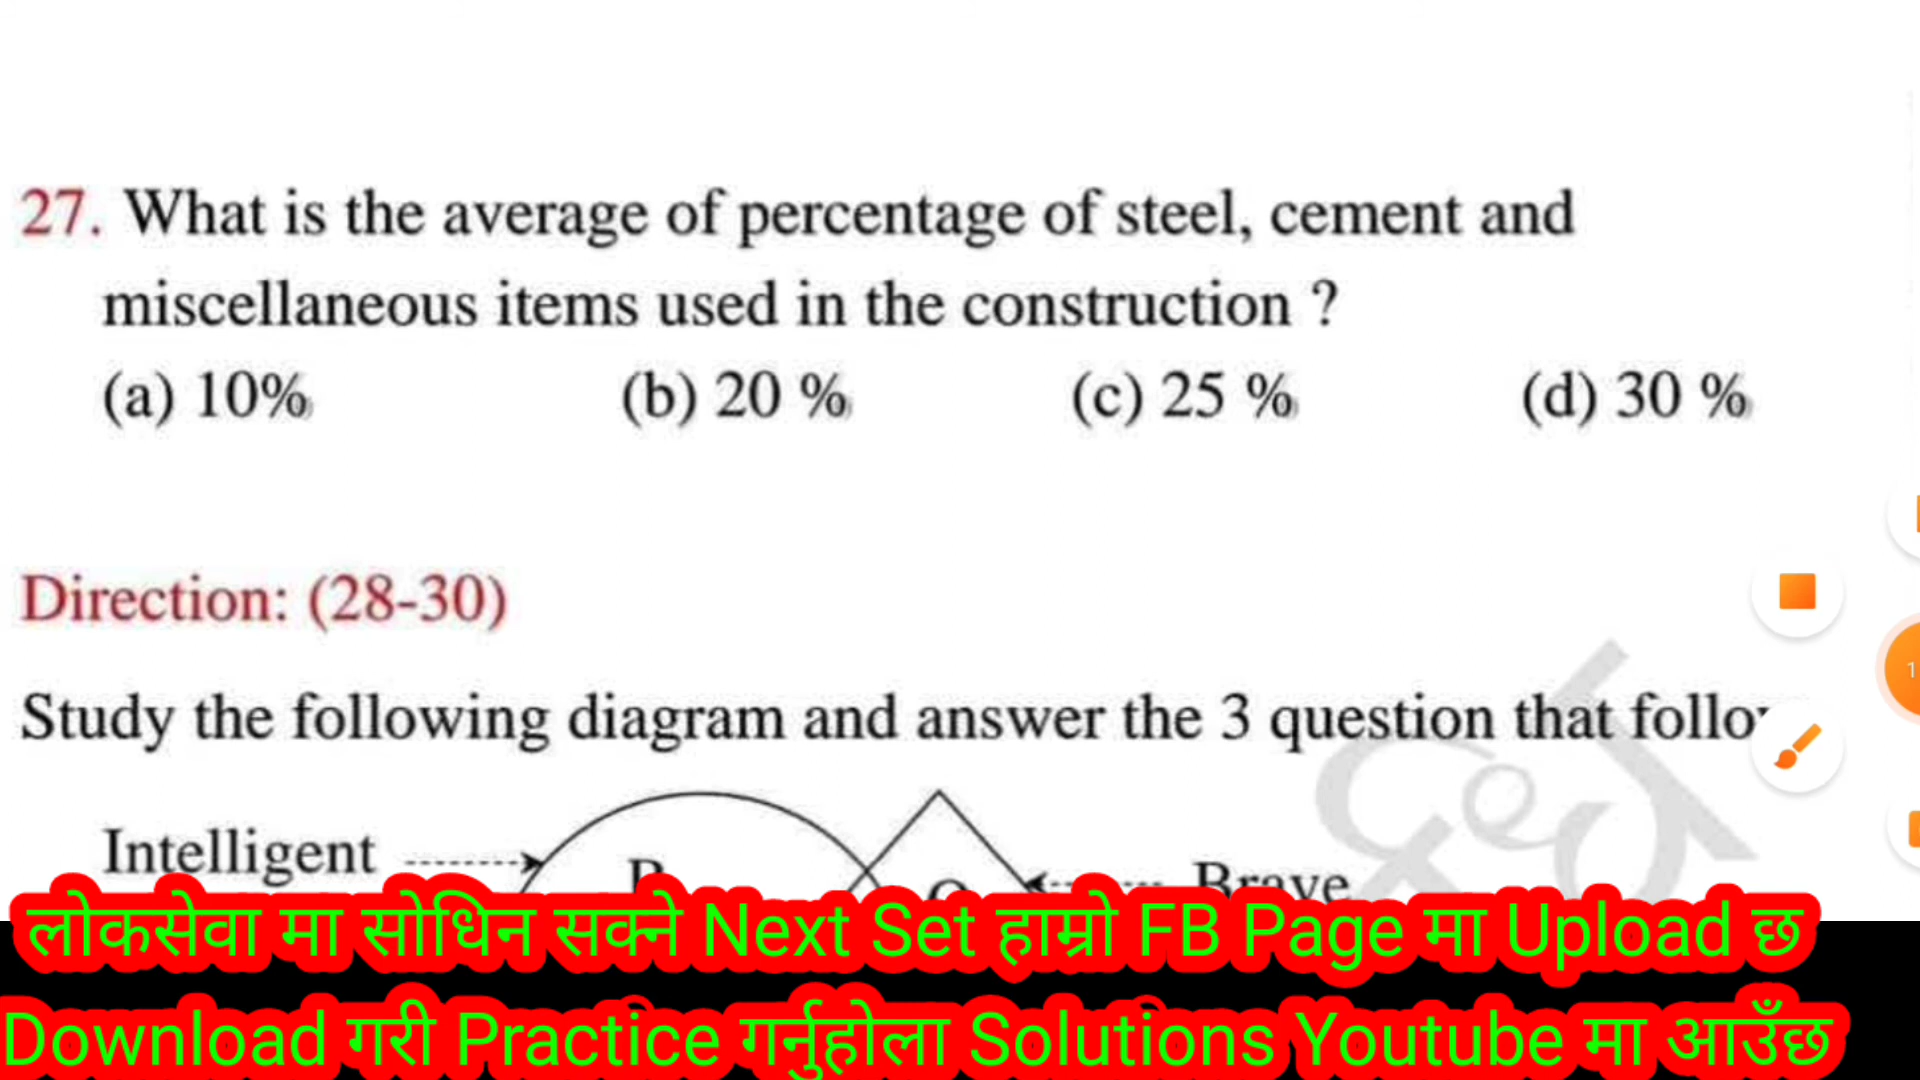 27. What is the average of percentage of steel, cement and
miscellaneous items used in the construction ?
(a) 10% (b) 20 % (c) 25 % (d) 30 %
Direction: (28-30)
Study the following diagram and answer the 3 question that
Intelligent Brave
लोकसेवा मा सोधिन सक्ने Next Set हाम्रो FB Page मा Upload छ
Download गरी Practice गर्नुहोला Solutions Youtube मा आउँछ